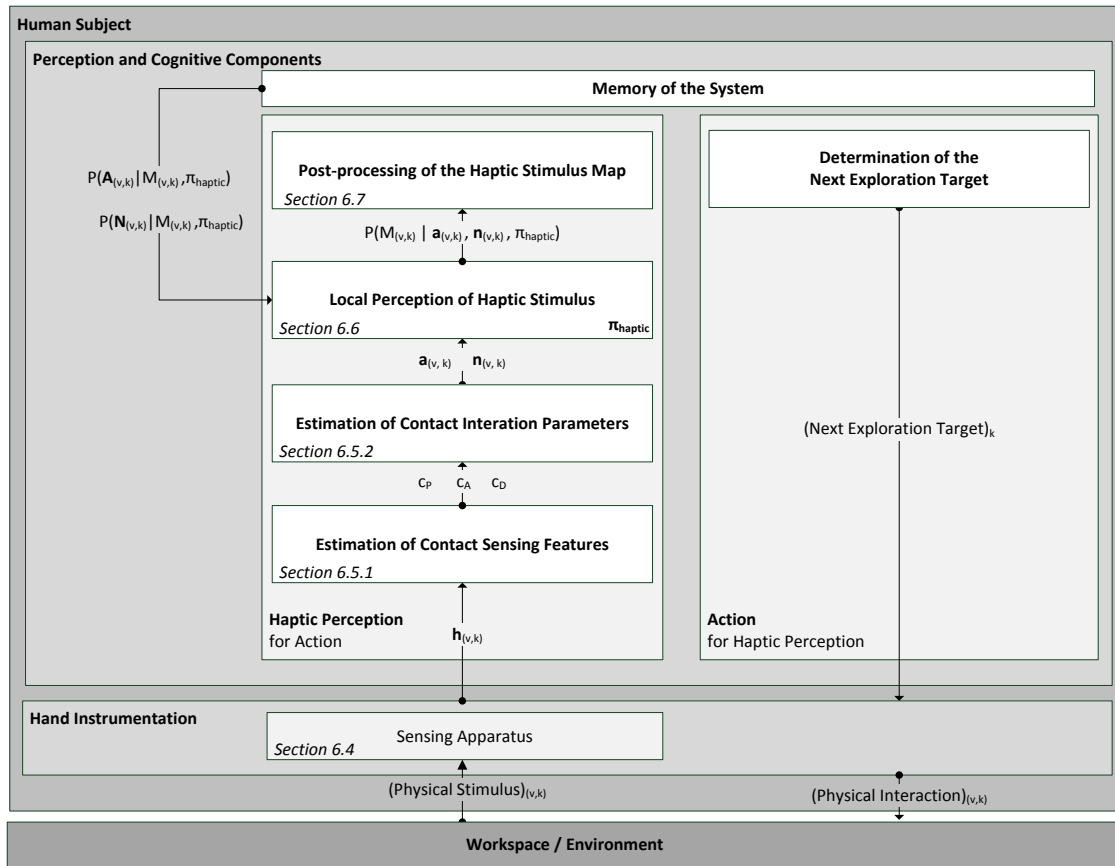 Human Subject
Perception and Cognitive Components
Memory of the System
P(A(v,k)|M(v,k),πhaptic)
P(N(v,k)|M(v,k),πhaptic)
Post-processing of the Haptic Stimulus Map
Section 6.7
P(M(v,k) | a(v,k), n(v,k), πhaptic)
Local Perception of Haptic Stimulus
Section 6.6
πhaptic
a(v, k) n(v, k)
Estimation of Contact Interation Parameters
Section 6.5.2
cP cA cD
Estimation of Contact Sensing Features
Section 6.5.1
Haptic Perception
for Action
h(v,k)
Determination of the
Next Exploration Target
(Next Exploration Target)k
Action
for Haptic Perception
Hand Instrumentation
Sensing Apparatus
Section 6.4
(Physical Stimulus)(v,k)
(Physical Interaction)(v,k)
Workspace / Environment